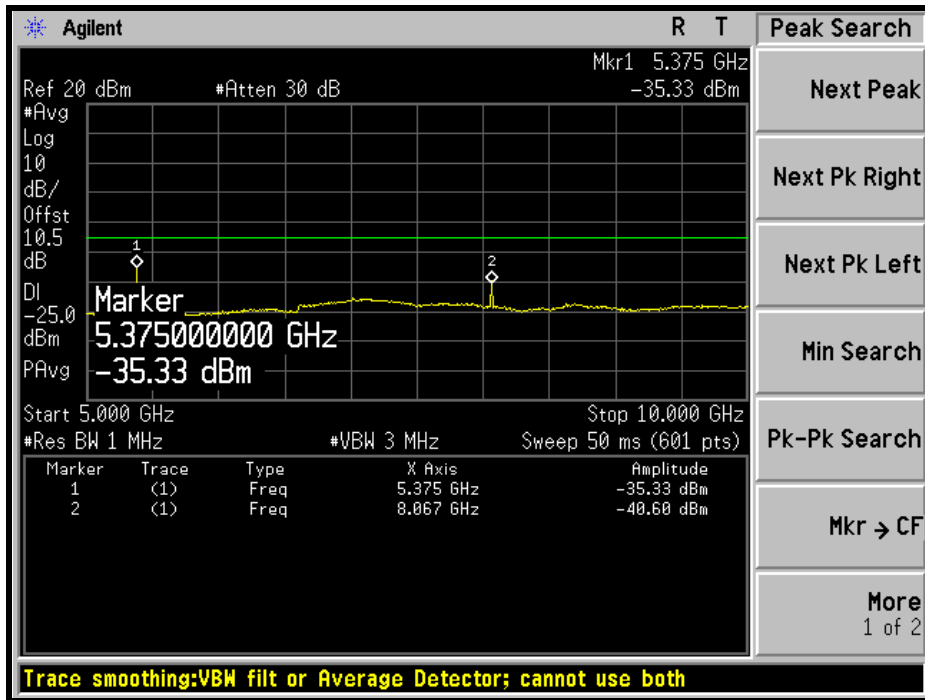 Agilent R T Peak Search
Mkr1 5.375 GHz
Ref 20 dBm #Atten 30 dB -35.33 dBm
#Avg
Log
10
dB/
Offst
10.5
dB
DI
-25.0
dBm
PAvg
1
2
Marker
5.375000000 GHz
-35.33 dBm
Start 5.000 GHz Stop 10.000 GHz
#Res BW 1 MHz #VBW 3 MHz Sweep 50 ms (601 pts)
Marker Trace Type X Axis Amplitude
1 (1) Freq 5.375 GHz -35.33 dBm
2 (1) Freq 8.067 GHz -40.60 dBm
Next Peak
Next Pk Right
Next Pk Left
Min Search
Pk-Pk Search
Mkr → CF
More
1 of 2
Trace smoothing:VBW filt or Average Detector; cannot use both